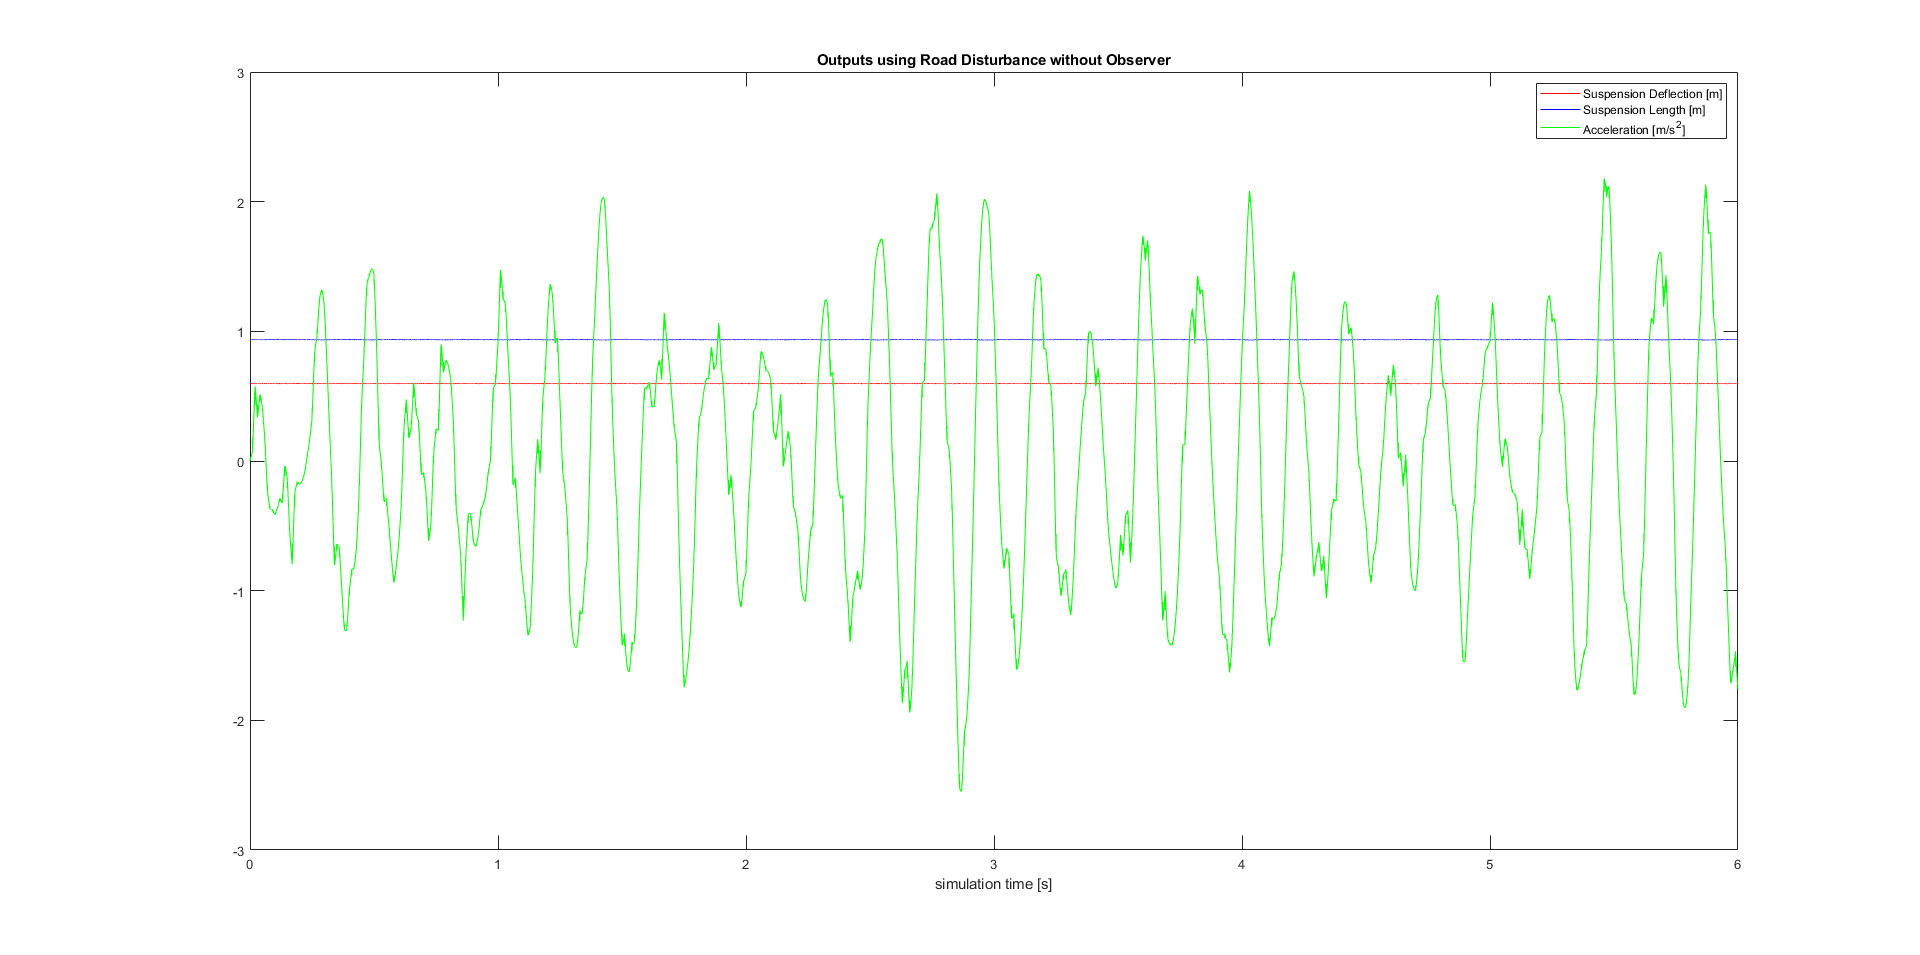 Outputs using Road Disturbance without Observer
Suspension Deflection [m]
Suspension Length [m]
Acceleration [m/s²]
3
2
1
0
-1
-2
-3
0 1 2 3 4 5 6
simulation time [s]